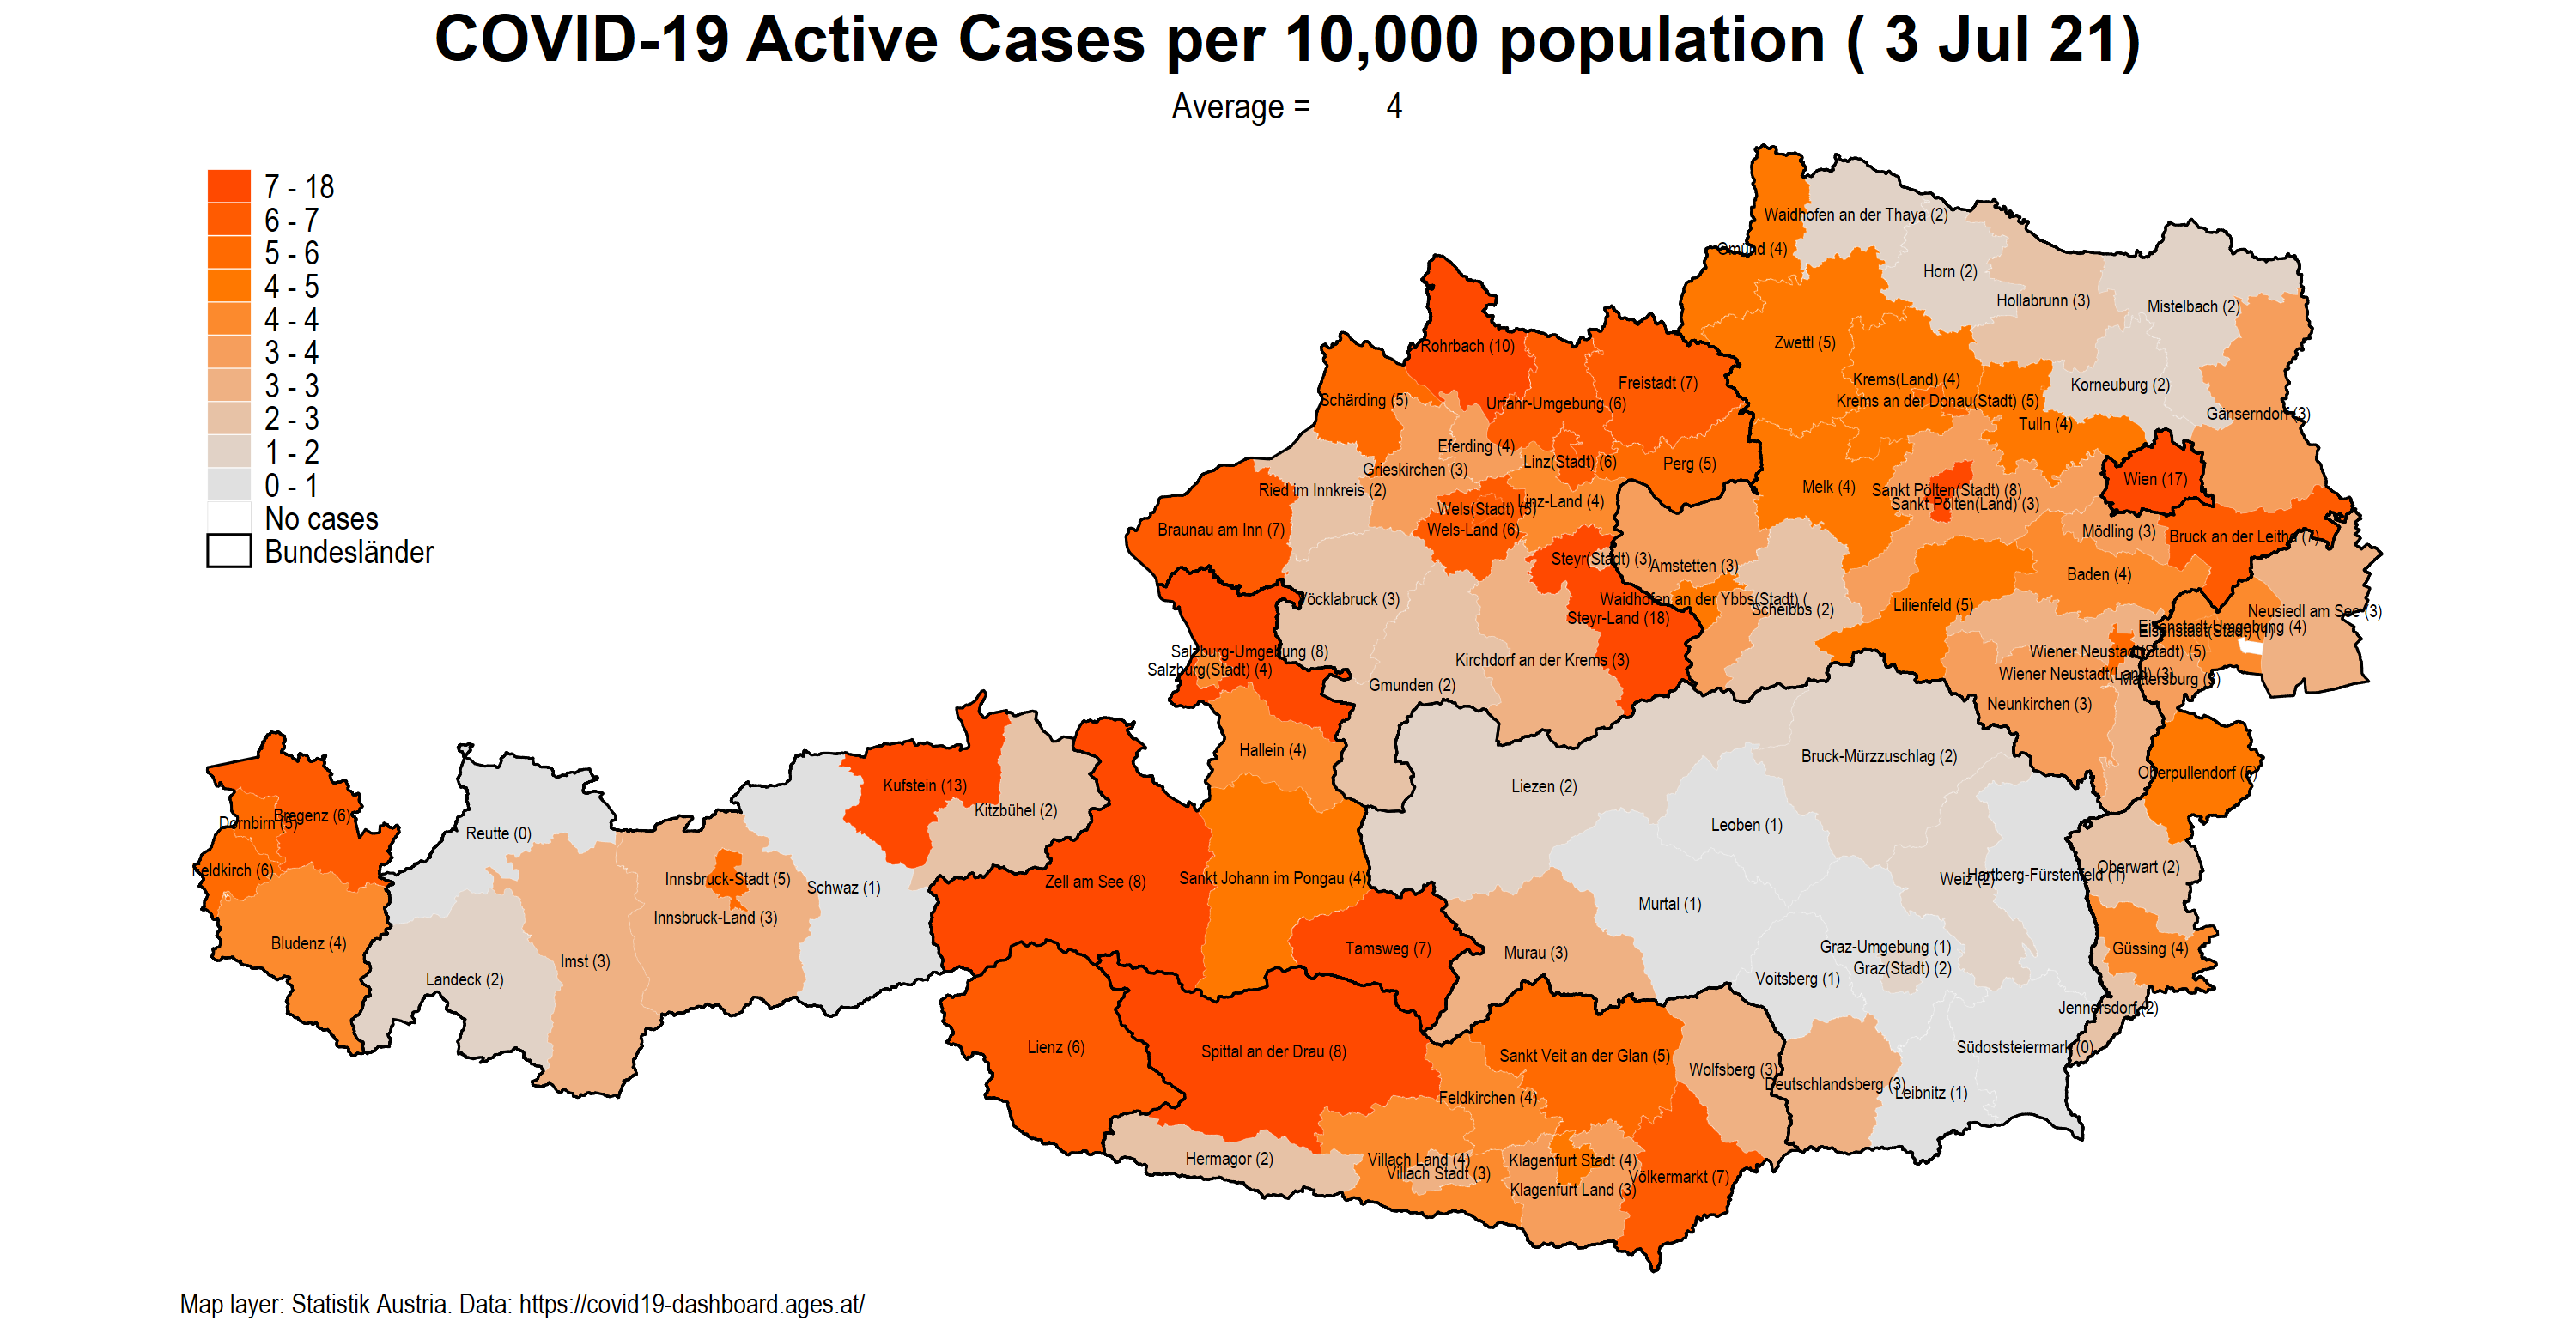 COVID-19 Active Cases per 10,000 population ( 3 Jul 21)
Average = 4
7 - 18
6 - 7
5 - 6
4 - 5
4 - 4
3 - 4
3 - 3
2 - 3
1 - 2
0 - 1
No cases
Bundesländer
Waidhofen an der Thaya (2)
Gmünd (4)
Horn (2)
Hollabrunn (3)
Mistelbach (2)
Zwettl (5)
Rohrbach (10)
Freistadt (7)
Krems(Land) (4)
Korneuburg (2)
Schärding (5)
Urfahr-Umgebung (6)
Krems an der Donau(Stadt) (5)
Gänserndorf (3)
Tulln (4)
Eferding (4)
Grieskirchen (3)
Linz(Stadt) (6)
Perg (5)
Wien (17)
Ried im Innkreis (2)
Melk (4)
Sankt Pölten(Stadt) (8)
Linz-Land (4)
Sankt Pölten(Land) (3)
Wels(Stadt) (5)
Braunau am Inn (7)
Wels-Land (6)
Mödling (3)
Bruck an der Leitha (7)
Steyr(Stadt) (3)
Amstetten (3)
Baden (4)
Vöcklabruck (3)
Waidhofen an der Ybbs(Stadt) (
Scheibbs (2)
Lilienfeld (5)
Neusiedl am See (3)
Steyr-Land (18)
Eisenstadt-Umgebung (4)
Eisenstadt(Stadt) (1)
Salzburg-Umgebung (8)
Wiener Neustadt(Stadt) (5)
Kirchdorf an der Krems (3)
Salzburg(Stadt) (4)
Wiener Neustadt(Land) (3)
Mattersburg (3)
Gmunden (2)
Neunkirchen (3)
Hallein (4)
Bruck-Mürzzuschlag (2)
Oberpullendorf (5)
Kufstein (13)
Liezen (2)
Kitzbühel (2)
Bregenz (6)
Dornbirn (5)
Leoben (1)
Reutte (0)
Oberwart (2)
Feldkirch (6)
Hartberg-Fürstenfeld (1)
Weiz (2)
Innsbruck-Stadt (5)
Sankt Johann im Pongau (4)
Zell am See (8)
Schwaz (1)
Murtal (1)
Innsbruck-Land (3)
Bludenz (4)
Tamsweg (7)
Graz-Umgebung (1)
Güssing (4)
Murau (3)
Imst (3)
Graz(Stadt) (2)
Landeck (2)
Voitsberg (1)
Jennersdorf (2)
Lienz (6)
Südoststeiermark (0)
Spittal an der Drau (8)
Sankt Veit an der Glan (5)
Wolfsberg (3)
Deutschlandsberg (3)
Leibnitz (1)
Feldkirchen (4)
Hermagor (2)
Villach Land (4)
Klagenfurt Stadt (4)
Villach Stadt (3)
Völkermarkt (7)
Klagenfurt Land (3)
Map layer: Statistik Austria. Data: https://covid19-dashboard.ages.at/